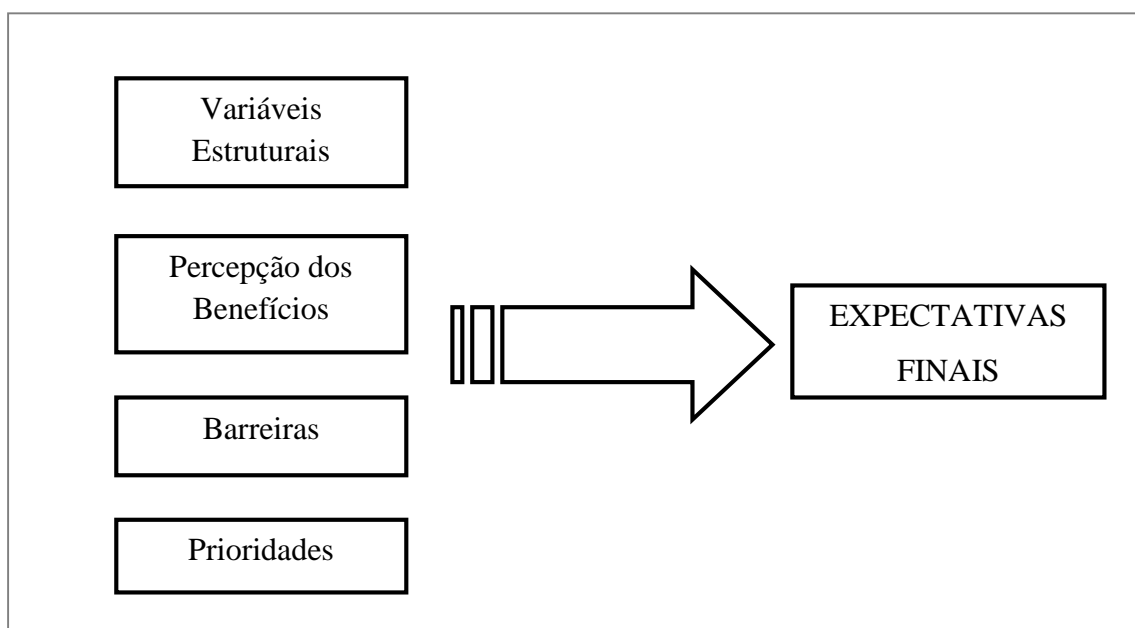 Variáveis
Estruturais
Percepção dos
Benefícios
Barreiras
Prioridades
EXPECTATIVAS
FINAIS